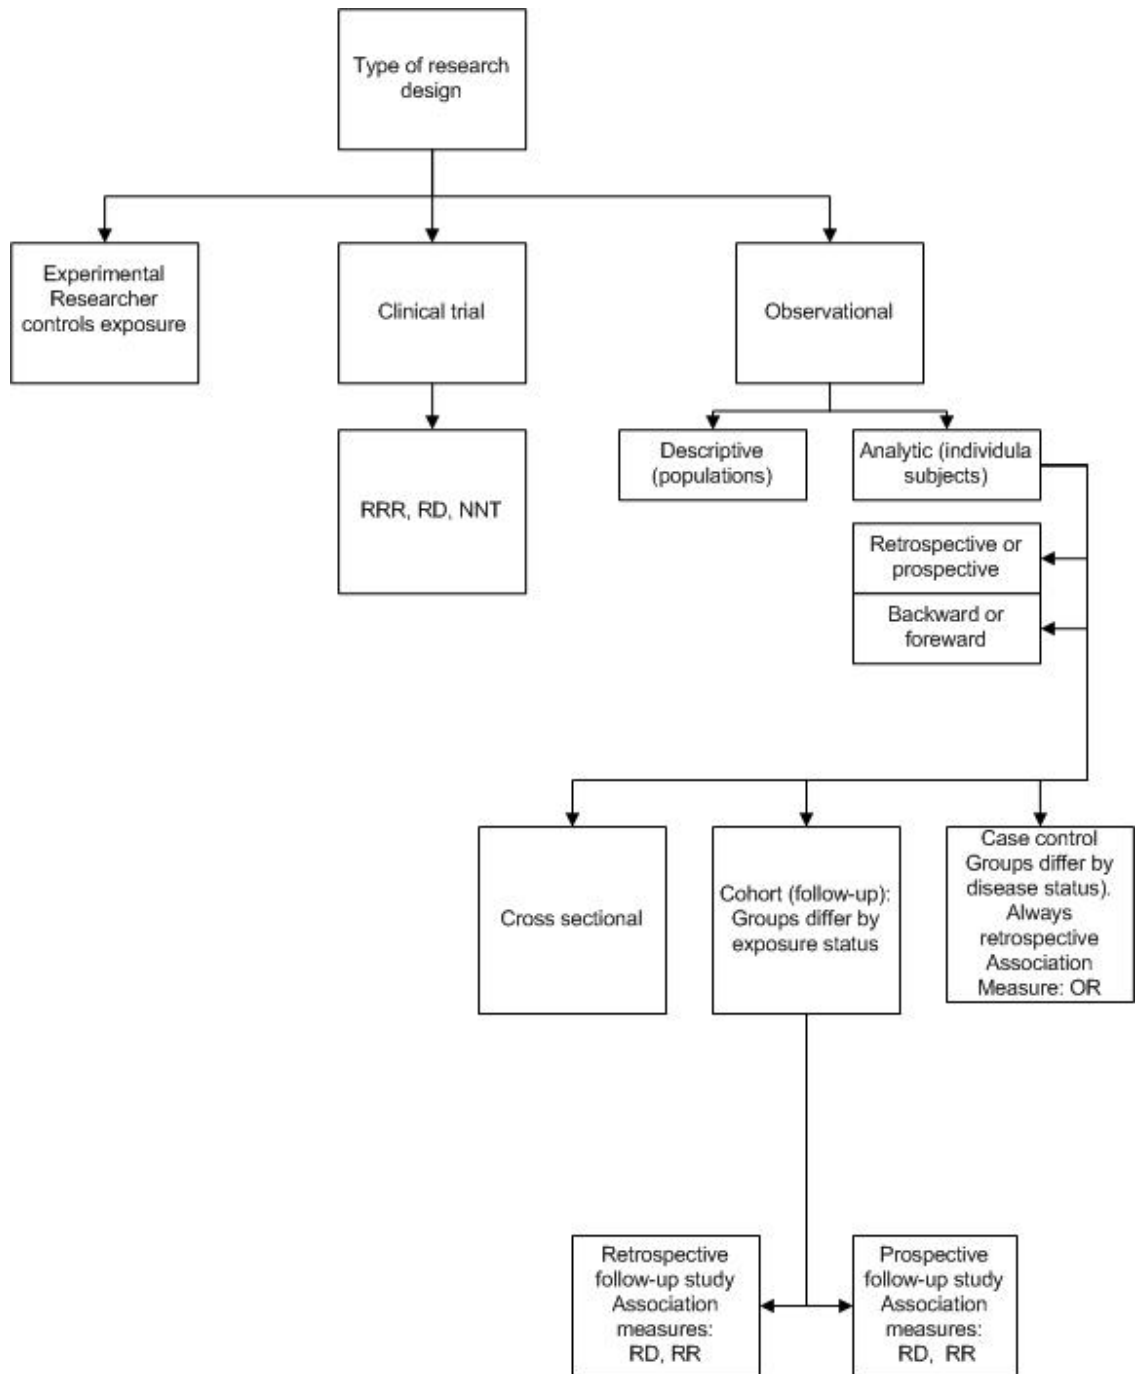 Type of research
design
Experimental
Researcher
controls exposure
Clinical trial
Observational
RRR, RD, NNT
Descriptive
(populations)
Analytic (individula
subjects)
Retrospective or
prospective
Backward or
foreward
Cross sectional
Cohort (follow-up):
Groups differ by
exposure status
Case control
Groups differ by
disease status).
Always
retrospective
Association
Measure: OR
Retrospective
follow-up study
Association
measures:
RD, RR
Prospective
follow-up study
Association
measures:
RD, RR